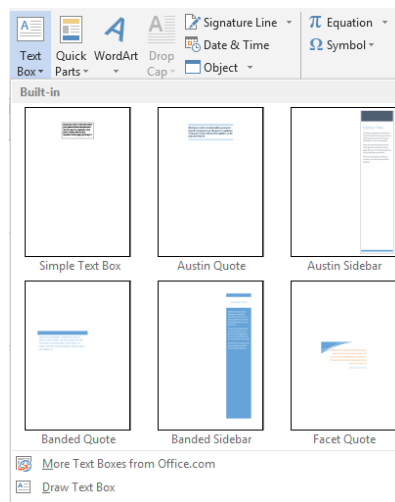 Text Box
Quick Parts
WordArt
Drop Cap
Signature Line
Date & Time
Object
π Equation
Ω Symbol
Built-in
Simple Text Box
Austin Quote
Austin Sidebar
Banded Quote
Banded Sidebar
Facet Quote
More Text Boxes from Office.com
Draw Text Box